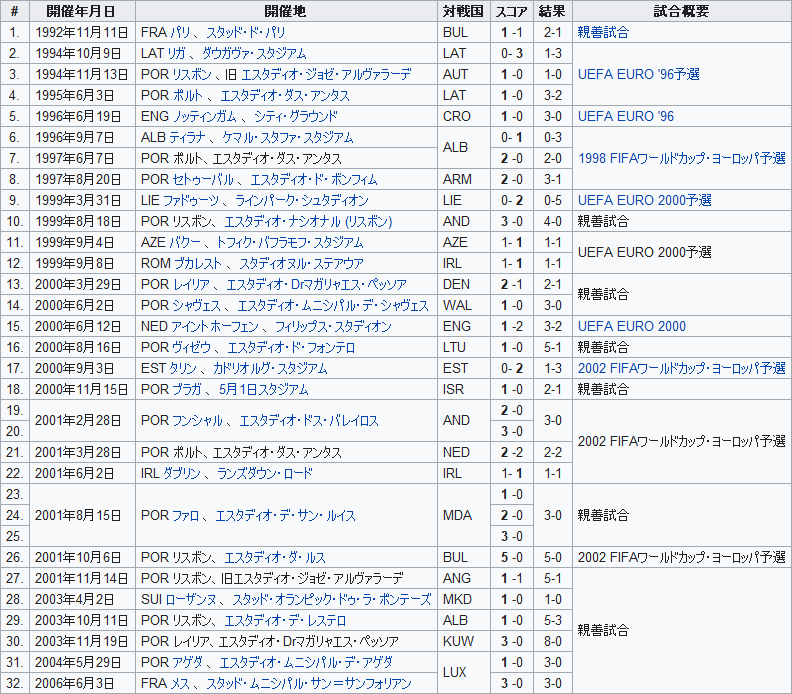 # 開催年月日 開催地 対戦国 スコア 結果 試合概要
1. 1992年11月11日 FRA パリ 、 スタッド・ド・パリ BUL 1 -1 2-1 親善試合
2. 1994年10月9日 LAT リガ 、 ダウガヴァ・スタジアム LAT 0- 3 1-3 UEFA EURO '96予選
3. 1994年11月13日 POR リスボン 、旧 エスタディオ・ジョゼ・アルヴァラーデ AUT 1 -0 1-0
4. 1995年6月3日 POR ポルト 、 エスタディオ・ダス・アンタス LAT 1 -0 3-2
5. 1996年6月19日 ENG ノッティンガム 、 シティ・グラウンド CRO 1 -0 3-0 UEFA EURO '96
6. 1996年9月7日 ALB ティラナ 、 ケマル・スタファ・スタジアム ALB 0- 1 0-3 1998 FIFAワールドカップ・ヨーロッパ予選
7. 1997年6月7日 POR ポルト、エスタディオ・ダス・アンタス 2 -0 2-0
8. 1997年8月20日 POR セトゥーバル 、 エスタディオ・ド・ボンフィム ARM 2 -0 3-1
9. 1999年3月31日 LIE ファドゥーツ 、 ラインパーク・シュタディオン LIE 0- 2 0-5 UEFA EURO 2000予選
10. 1999年8月18日 POR リスボン、 エスタディオ・ナシオナル (リスボン) AND 3 -0 4-0 親善試合
11. 1999年9月4日 AZE バクー 、 トフィク・バフラモフ・スタジアム AZE 1- 1 1-1 UEFA EURO 2000予選
12. 1999年9月8日 ROM ブカレスト 、 スタディオヌル・ステアウア IRL 1- 1 1-1
13. 2000年3月29日 POR レイリア 、 エスタディオ・Drマガリャエス・ペッソア DEN 2 -1 2-1 親善試合
14. 2000年6月2日 POR シャヴェス 、 エスタディオ・ムニシパル・デ・シャヴェス WAL 1 -0 3-0
15. 2000年6月12日 NED アイントホーフェン 、 フィリップス・スタディオン ENG 1 -2 3-2 UEFA EURO 2000
16. 2000年8月16日 POR ヴィゼウ 、 エスタディオ・ド・フォンテロ LTU 1 -0 5-1 親善試合
17. 2000年9月3日 EST タリン 、 カドリオルグ・スタジアム EST 0- 2 1-3 2002 FIFAワールドカップ・ヨーロッパ予選
18. 2000年11月15日 POR ブラガ 、 5月1日スタジアム ISR 1 -0 2-1 親善試合
19. 2001年2月28日 POR フンシャル 、 エスタディオ・ドス・バレイロス AND 2 -0 3-0 2002 FIFAワールドカップ・ヨーロッパ予選
20. 3 -0
21. 2001年3月28日 POR ポルト、エスタディオ・ダス・アンタス NED 2 -2 2-2
22. 2001年6月2日 IRL ダブリン 、 ランズダウン・ロード IRL 1- 1 1-1
23. 2001年8月15日 POR ファロ 、 エスタディオ・デ・サン・ルイス MDA 1 -0 3-0 親善試合
24. 2 -0
25. 3 -0
26. 2001年10月6日 POR リスボン、 エスタディオ・ダ・ルス BUL 5 -0 5-0 2002 FIFAワールドカップ・ヨーロッパ予選
27. 2001年11月14日 POR リスボン、旧エスタディオ・ジョゼ・アルヴァラーデ ANG 1 -1 5-1 親善試合
28. 2003年4月2日 SUI ローザンヌ 、 スタッド・オランピック・ドゥ・ラ・ポンテーズ MKD 1 -0 1-0
29. 2003年10月11日 POR リスボン、 エスタディオ・デ・レステロ ALB 1 -0 5-3
30. 2003年11月19日 POR レイリア、エスタディオ・Drマガリャエス・ペッソア KUW 3 -0 8-0
31. 2004年5月29日 POR アゲダ 、 エスタディオ・ムニシパル・デ・アゲダ LUX 1 -0 3-0
32. 2006年6月3日 FRA メス 、 スタッド・ムニシパル・サン＝サンフォリアン 3 -0 3-0